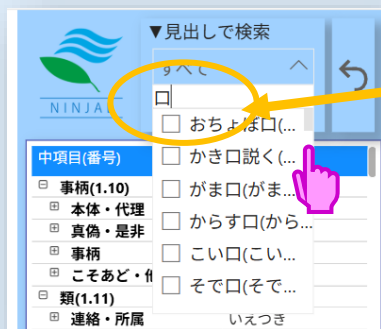 ▼見出しで検索
すべて
NINJAL
口
おちょぼ口(...
かき口説く(...
がま口(がま...
からす口(から...
こい口(こい...
そで口(そで...
中項目(番号)
事柄(1.10)
本体・代理
真偽・是非
事柄
こそあど・
類(1.11)
連絡・所属
いえつき